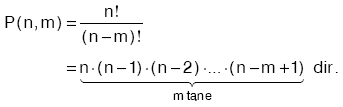 P(n,m) = n! / (n−m)!
= n·(n−1)·(n−2)·...·(n−m+1) dir.
m tane